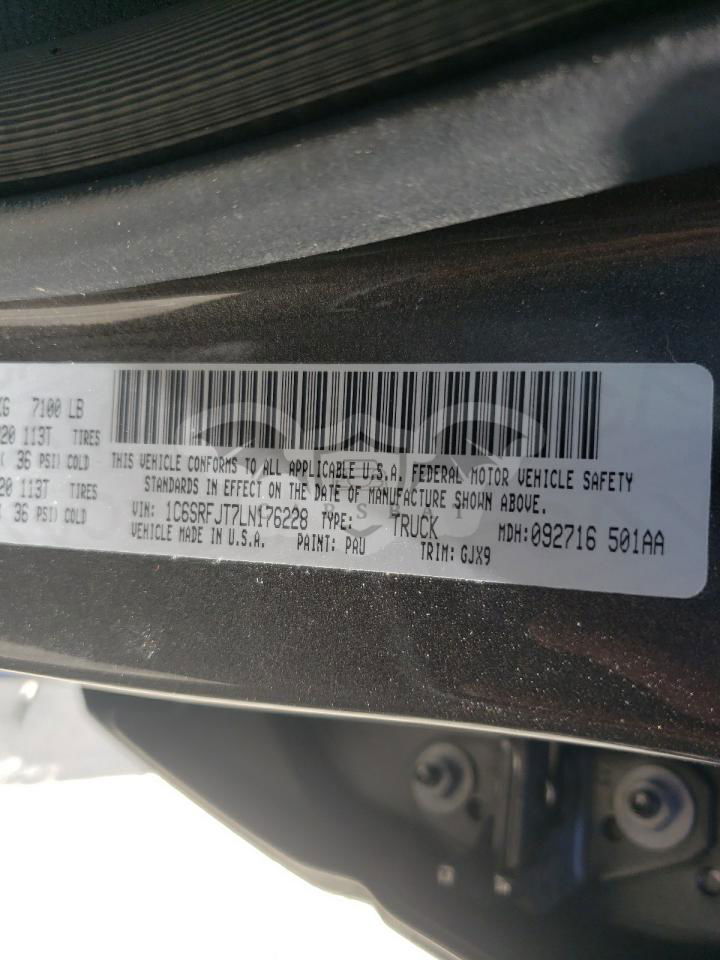 KG 7100 LB
20 113T TIRES
36 PSI) COLD
20 113T TIRES
36 PSI) COLD
THIS VEHICLE CONFORMS TO ALL APPLICABLE U.S.A. FEDERAL MOTOR VEHICLE SAFETY
STANDARDS IN EFFECT ON THE DATE OF MANUFACTURE SHOWN ABOVE.
VIN: 1C6SRFJT7LN176228 TYPE: TRUCK MDH: 092716 501AA
VEHICLE MADE IN U.S.A. PAINT: PAU TRIM: GJX9